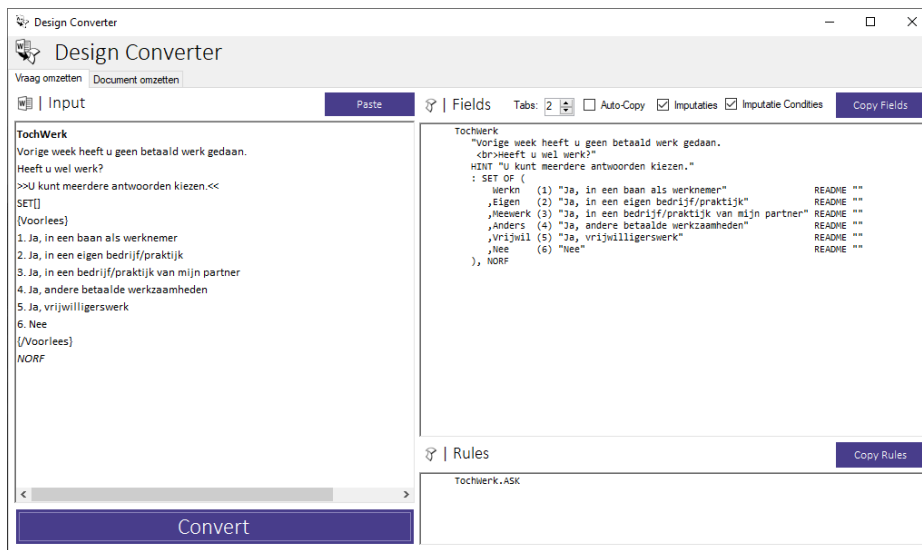 Design Converter
Design Converter
Vraag omzetten Document omzetten
| Input
Paste
TochWerk
Vorige week heeft u geen betaald werk gedaan.
Heeft u wel werk?
>>U kunt meerdere antwoorden kiezen.<<
SET[]
{Voorlees}
1. Ja, in een baan als werknemer
2. Ja, in een eigen bedrijf/praktijk
3. Ja, in een bedrijf/praktijk van mijn partner
4. Ja, andere betaalde werkzaamheden
5. Ja, vrijwilligerswerk
6. Nee
{/Voorlees}
NORF
Convert
| Fields Tabs: 2 Auto-Copy Imputaties Imputatie Condities Copy Fields
TochWerk
"Vorige week heeft u geen betaald werk gedaan.
<br>Heeft u wel werk?"
HINT "U kunt meerdere antwoorden kiezen."
: SET OF (
Werkn (1) "Ja, in een baan als werknemer" README ""
,Eigen (2) "Ja, in een eigen bedrijf/praktijk" README ""
,Meewerk (3) "Ja, in een bedrijf/praktijk van mijn partner" README ""
,Anders (4) "Ja, andere betaalde werkzaamheden" README ""
,Vrijwil (5) "Ja, vrijwilligerswerk" README ""
,Nee (6) "Nee" README ""
), NORF
| Rules
Copy Rules
TochWerk.ASK